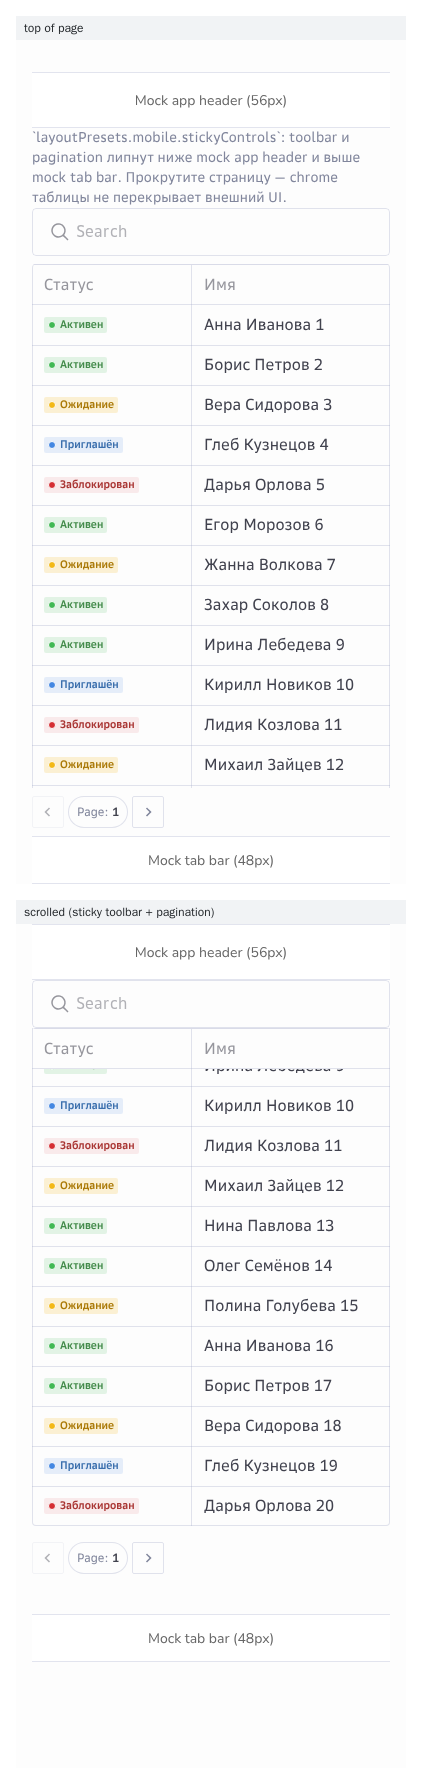 top of page
Mock app header (56px)
`layoutPresets.mobile.stickyControls`: toolbar и
pagination липнут ниже mock app header и выше
mock tab bar. Прокрутите страницу — chrome
таблицы не перекрывает внешний UI.
Search
Статус Имя
Активен Анна Иванова 1
Активен Борис Петров 2
Ожидание Вера Сидорова 3
Приглашён Глеб Кузнецов 4
Заблокирован Дарья Орлова 5
Активен Егор Морозов 6
Ожидание Жанна Волкова 7
Активен Захар Соколов 8
Активен Ирина Лебедева 9
Приглашён Кирилл Новиков 10
Заблокирован Лидия Козлова 11
Ожидание Михаил Зайцев 12
Page: 1
Mock tab bar (48px)
scrolled (sticky toolbar + pagination)
Mock app header (56px)
Search
Статус Имя
Ирина Лебедева 9
Приглашён Кирилл Новиков 10
Заблокирован Лидия Козлова 11
Ожидание Михаил Зайцев 12
Активен Нина Павлова 13
Активен Олег Семёнов 14
Ожидание Полина Голубева 15
Активен Анна Иванова 16
Активен Борис Петров 17
Ожидание Вера Сидорова 18
Приглашён Глеб Кузнецов 19
Заблокирован Дарья Орлова 20
Page: 1
Mock tab bar (48px)